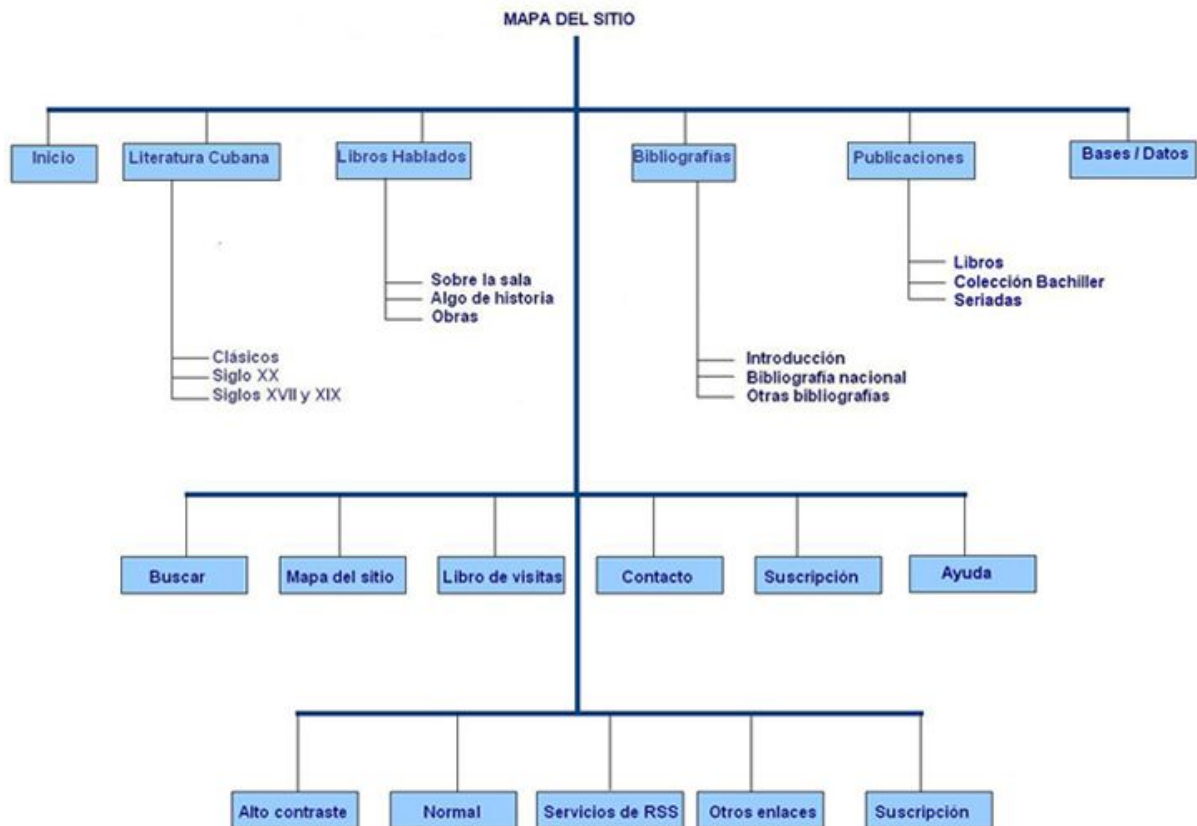 MAPA DEL SITIO
Inicio
Literatura Cubana
Libros Hablados
Bibliografías
Publicaciones
Bases / Datos
Clásicos
Siglo XX
Siglos XVII y XIX
Sobre la sala
Algo de historia
Obras
Introducción
Bibliografía nacional
Otras bibliografías
Libros
Colección Bachiller
Seriadas
Buscar
Mapa del sitio
Libro de visitas
Contacto
Suscripción
Ayuda
Alto contraste
Normal
Servicios de RSS
Otros enlaces
Suscripción